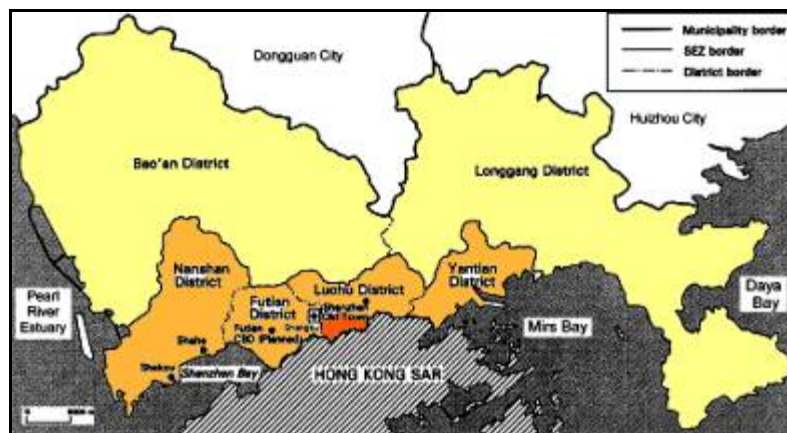 Municipality border
SEZ border
District border
Dongguan City
Huizhou City
Bao'an District
Longgang District
Nanshan
District
Luohu District
Yantian
District
Futian
District
Shenzhen
Old Town
Pearl
River
Estuary
Daya
Bay
Futian
CBD (Planned)
Shahe
Shekou
Shenzhen Bay
Mirs Bay
HONG KONG SAR